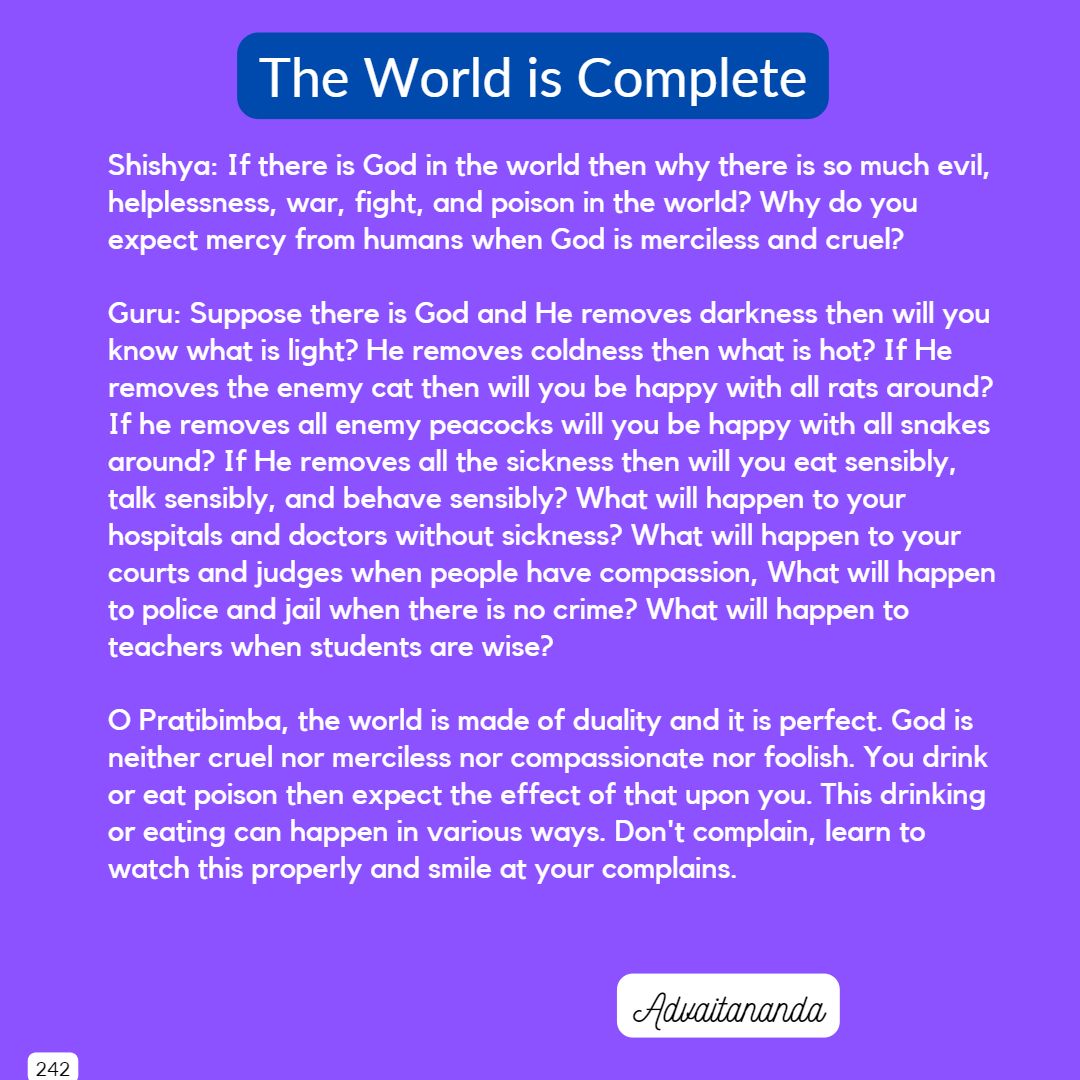 The World is Complete
Shishya: If there is God in the world then why there is so much evil,
helplessness, war, fight, and poison in the world? Why do you
expect mercy from humans when God is merciless and cruel?
Guru: Suppose there is God and He removes darkness then will you
know what is light? He removes coldness then what is hot? If He
removes the enemy cat then will you be happy with all rats around?
If he removes all enemy peacocks will you be happy with all snakes
around? If He removes all the sickness then will you eat sensibly,
talk sensibly, and behave sensibly? What will happen to your
hospitals and doctors without sickness? What will happen to your
courts and judges when people have compassion, What will happen
to police and jail when there is no crime? What will happen to
teachers when students are wise?
O Pratibimba, the world is made of duality and it is perfect. God is
neither cruel nor merciless nor compassionate nor foolish. You drink
or eat poison then expect the effect of that upon you. This drinking
or eating can happen in various ways. Don't complain, learn to
watch this properly and smile at your complains.
Advaitananda
242